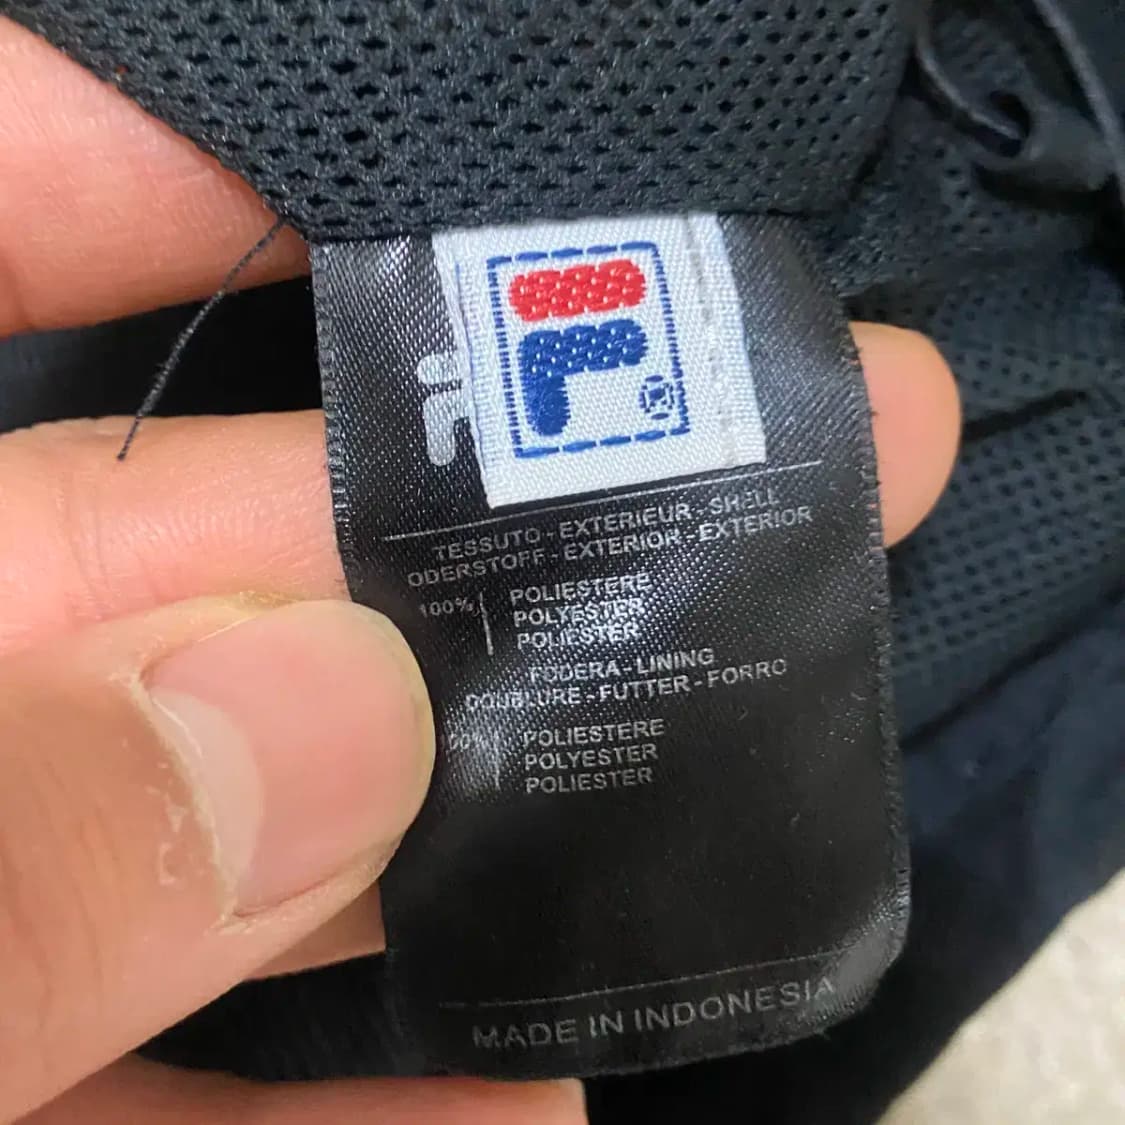 F
TESSUTO - EXTERIEUR - SHELL
ODERSTOFF - EXTERIOR - EXTERIOR
100%
POLIESTERE
POLYESTER
POLIESTER
FODERA - LINING
DOUBLURE - FUTTER - FORRO
POLIESTERE
POLYESTER
POLIESTER
MADE IN INDONESIA